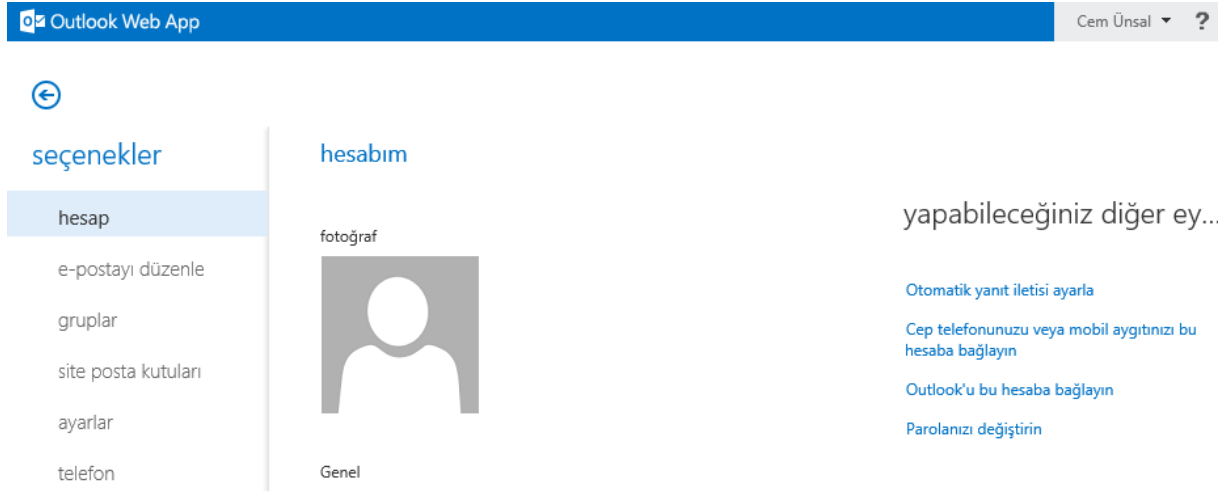 Outlook Web App
Cem Ünsal
?
seçenekler
hesap
e-postayı düzenle
gruplar
site posta kutuları
ayarlar
telefon
hesabım
fotoğraf
Genel
yapabileceğiniz diğer ey...
Otomatik yanıt iletisi ayarla
Cep telefonunuzu veya mobil aygıtınızı bu
hesaba bağlayın
Outlook'u bu hesaba bağlayın
Parolanızı değiştirin